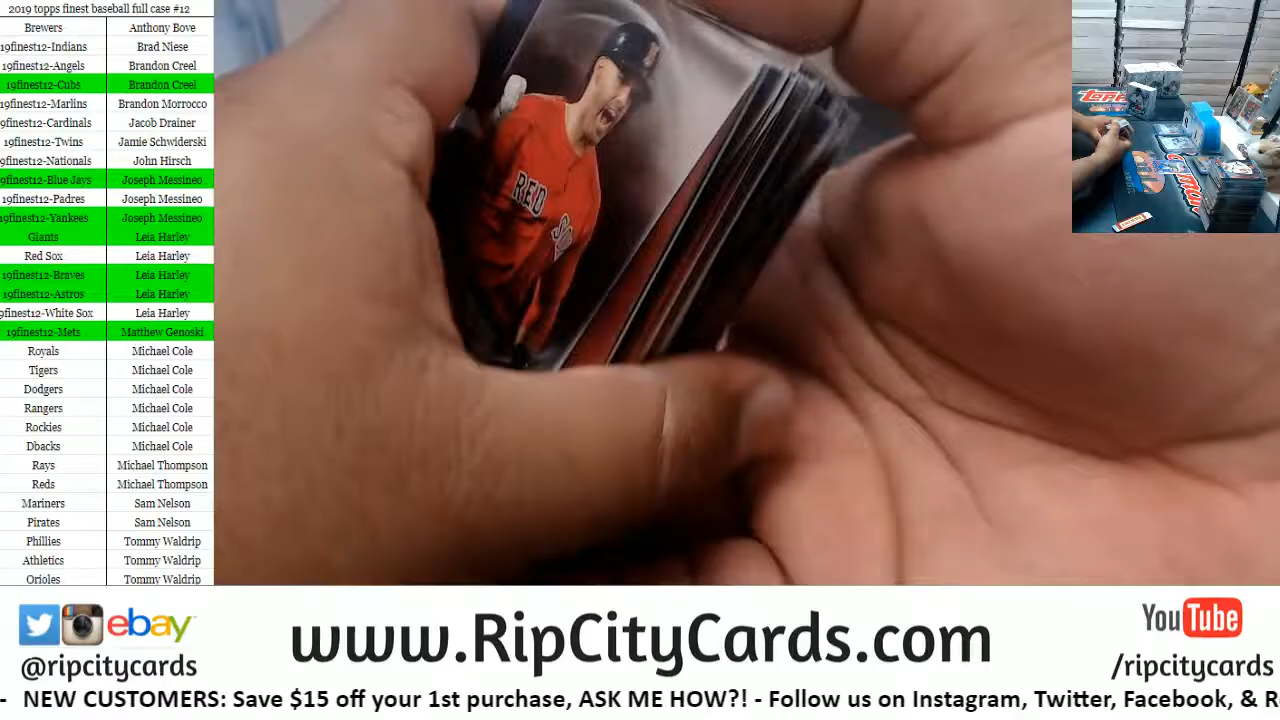 2019 topps finest baseball full case #12
Brewers Anthony Bove
19finest12-Indians Brad Niese
19finest12-Angels Brandon Creel
19finest12-Cubs Brandon Creel
19finest12-Marlins Brandon Morrocco
19finest12-Cardinals Jacob Drainer
19finest12-Twins Jamie Schwiderski
19finest12-Nationals John Hirsch
9finest12-Blue Jays Joseph Messineo
19finest12-Padres Joseph Messineo
19finest12-Yankees Joseph Messineo
Giants Leia Harley
Red Sox Leia Harley
19finest12-Braves Leia Harley
19finest12-Astros Leia Harley
9finest12-White Sox Leia Harley
19finest12-Mets Matthew Genoski
Royals Michael Cole
Tigers Michael Cole
Dodgers Michael Cole
Rangers Michael Cole
Rockies Michael Cole
Dbacks Michael Cole
Rays Michael Thompson
Reds Michael Thompson
Mariners Sam Nelson
Pirates Sam Nelson
Phillies Tommy Waldrip
Athletics Tommy Waldrip
Orioles Tommy Waldrip
RED SO
TOPPS
ebay
@ripcitycards
www.RipCityCards.com
YouTube
/ripcitycards
- NEW CUSTOMERS: Save $15 off your 1st purchase, ASK ME HOW?! - Follow us on Instagram, Twitter, Facebook, & R